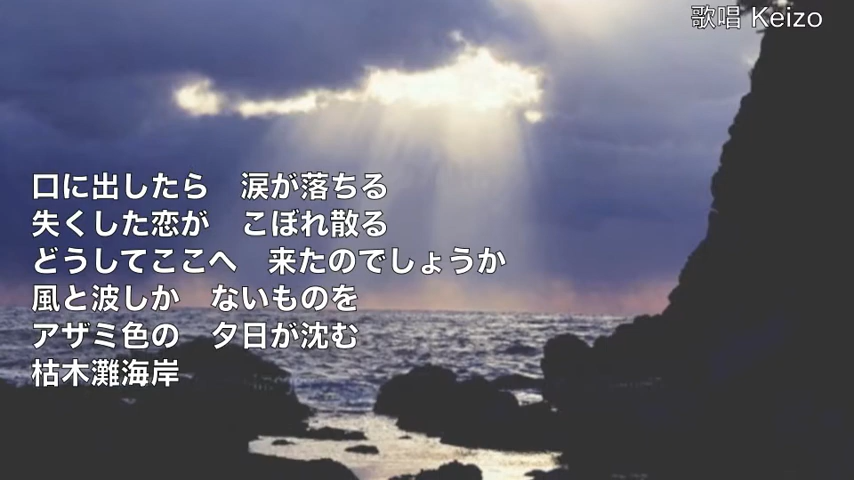 歌唱 Keizo
口に出したら　涙が落ちる
失くした恋が　こぼれ散る
どうしてここへ　来たのでしょうか
風と波しか　ないものを
アザミ色の　夕日が沈む
枯木灘海岸